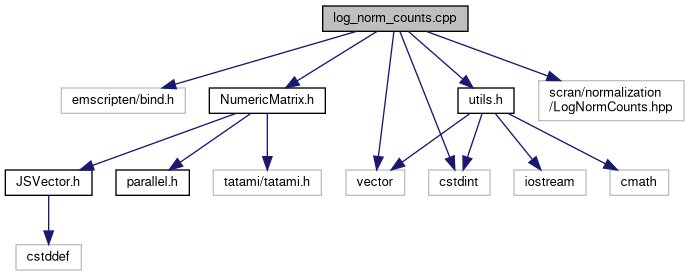 log_norm_counts.cpp
emscripten/bind.h
NumericMatrix.h
utils.h
scran/normalization
/LogNormCounts.hpp
JSVector.h
parallel.h
tatami/tatami.h
vector
cstdint
iostream
cmath
cstddef